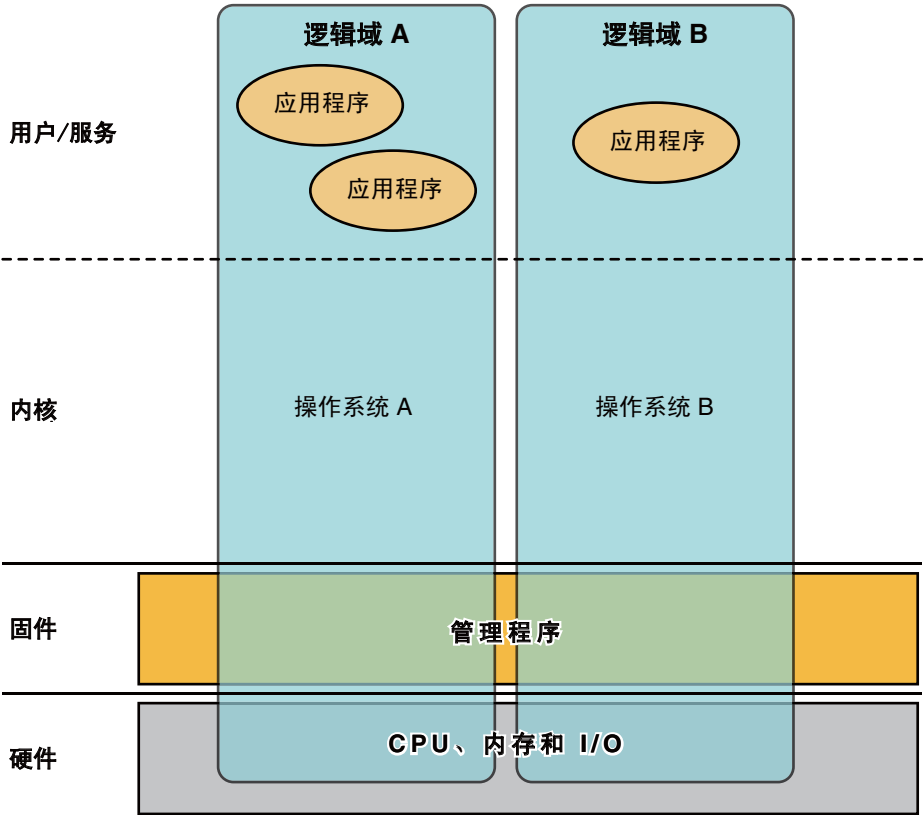 逻辑域 A
逻辑域 B
应用程序
应用程序
应用程序
用户/服务
内核
操作系统 A
操作系统 B
固件
管理程序
硬件
CPU、内存和 I/O